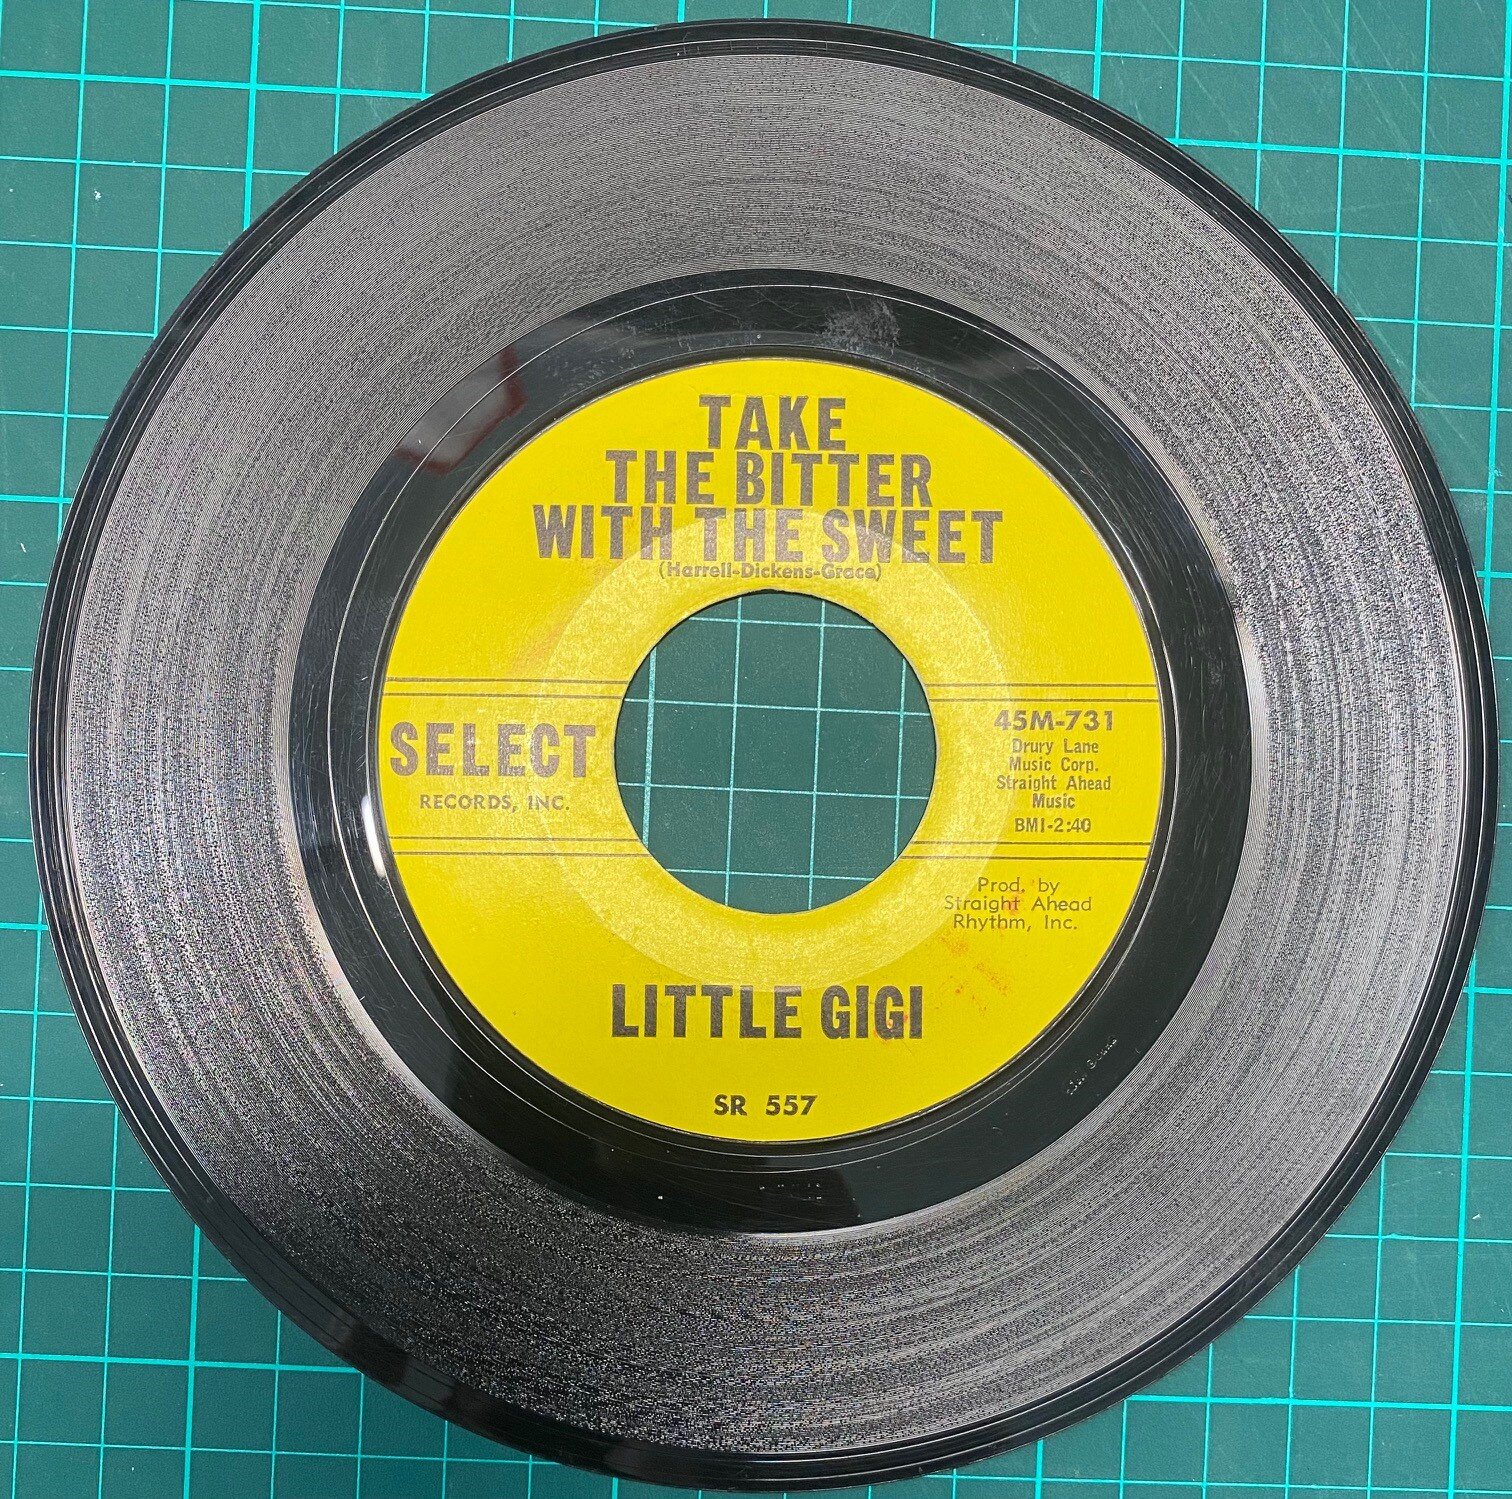 TAKE
THE BITTER
WITH THE SWEET
(Harrell-Dickens-Grace)
SELECT
RECORDS, INC.
45M-731
Drury Lane
Music Corp.
Straight Ahead
Music
BMI-2:40
Prod. by
Straight Ahead
Rhythm, Inc.
LITTLE GIGI
SR 557